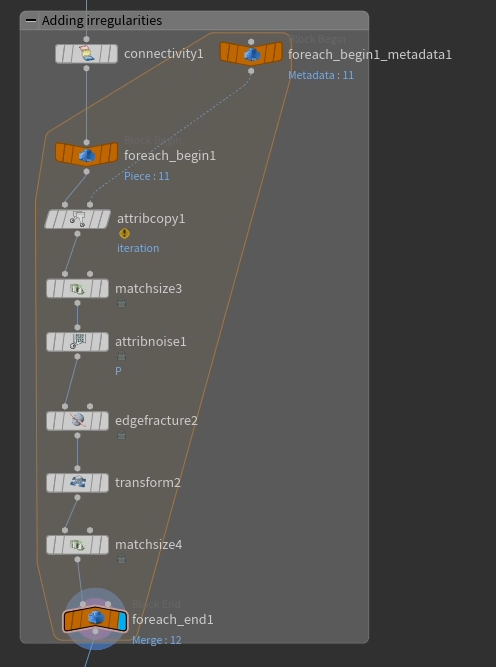 Adding irregularities
connectivity1
Block Begin
foreach_begin1_metadata1
Metadata : 11
Block Begin
foreach_begin1
Piece : 11
attribcopy1
iteration
matchsize3
attribnoise1
P
edgefracture2
transform2
matchsize4
Block End
foreach_end1
Merge : 12